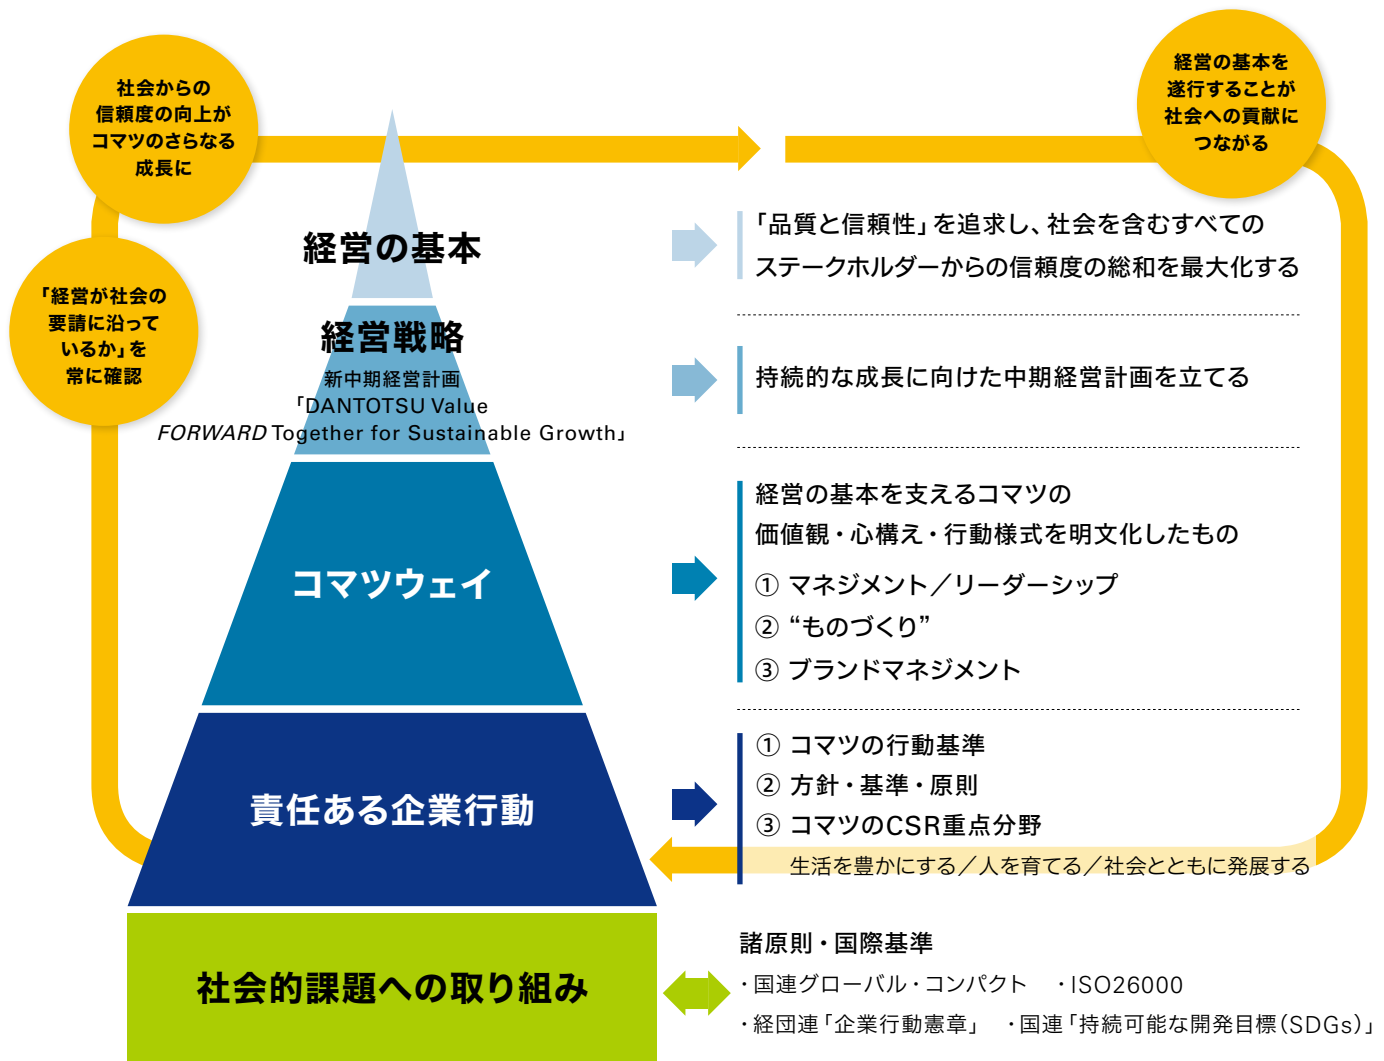 社会からの
信頼度の向上が
コマツのさらなる
成長に
経営の基本を
遂行することが
社会への貢献に
つながる
「経営が社会の
要請に沿って
いるか」を
常に確認
経営の基本
「品質と信頼性」を追求し、社会を含むすべての
ステークホルダーからの信頼度の総和を最大化する
経営戦略
新中期経営計画
「DANTOTSU Value
FORWARD Together for Sustainable Growth」
持続的な成長に向けた中期経営計画を立てる
コマツウェイ
経営の基本を支えるコマツの
価値観・心構え・行動様式を明文化したもの
① マネジメント／リーダーシップ
② “ものづくり”
③ ブランドマネジメント
責任ある企業行動
① コマツの行動基準
② 方針・基準・原則
③ コマツのCSR重点分野
生活を豊かにする／人を育てる／社会とともに発展する
社会的課題への取り組み
諸原則・国際基準
・国連グローバル・コンパクト ・ISO26000
・経団連「企業行動憲章」 ・国連「持続可能な開発目標（SDGs）」